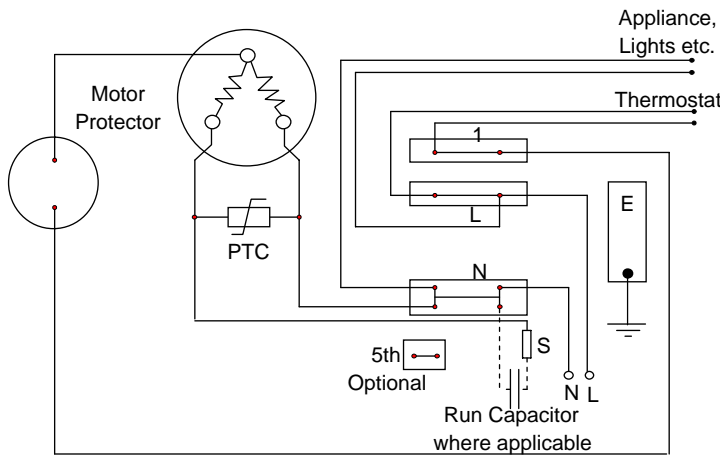 Appliance,
Lights etc.
Motor
Protector
Thermostat
1
L
E
PTC
N
S
5th
Optional
N L
Run Capacitor
where applicable